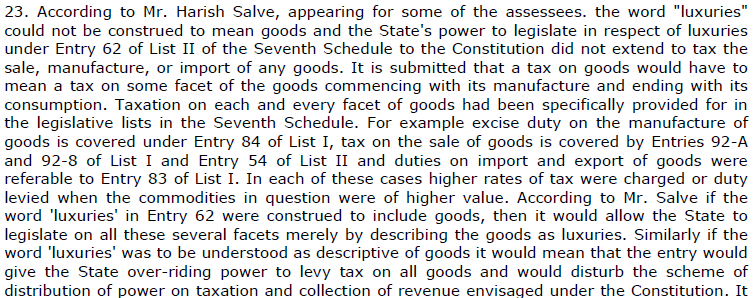 23. According to Mr. Harish Salve, appearing for some of the assessees. the word "luxuries"
could not be construed to mean goods and the State's power to legislate in respect of luxuries
under Entry 62 of List II of the Seventh Schedule to the Constitution did not extend to tax the
sale, manufacture, or import of any goods. It is submitted that a tax on goods would have to
mean a tax on some facet of the goods commencing with its manufacture and ending with its
consumption. Taxation on each and every facet of goods had been specifically provided for in
the legislative lists in the Seventh Schedule. For example excise duty on the manufacture of
goods is covered under Entry 84 of List I, tax on the sale of goods is covered by Entries 92-A
and 92-8 of List I and Entry 54 of List II and duties on import and export of goods were
referable to Entry 83 of List I. In each of these cases higher rates of tax were charged or duty
levied when the commodities in question were of higher value. According to Mr. Salve if the
word 'luxuries' in Entry 62 were construed to include goods, then it would allow the State to
legislate on all these several facets merely by describing the goods as luxuries. Similarly if the
word 'luxuries' was to be understood as descriptive of goods it would mean that the entry would
give the State over-riding power to levy tax on all goods and would disturb the scheme of
distribution of power on taxation and collection of revenue envisaged under the Constitution. It